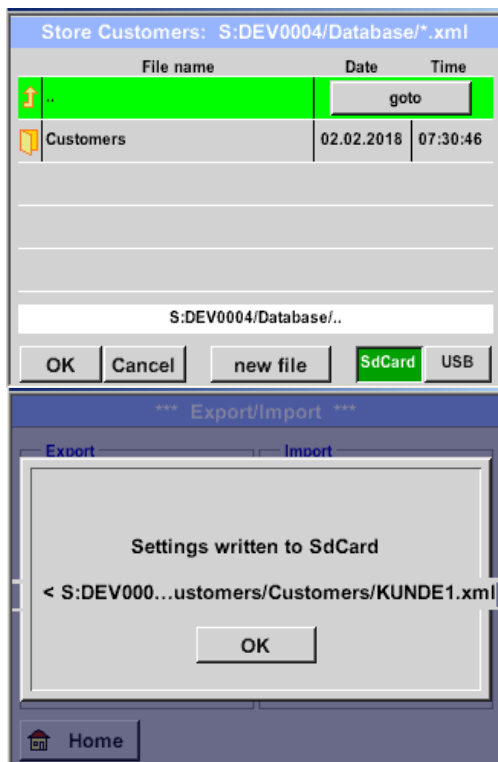 Store Customers: S:DEV0004/Database/*.xml
File name Date Time
.. goto
Customers 02.02.2018 07:30:46
S:DEV0004/Database/..
OK Cancel new file SdCard USB
*** Export/Import ***
Export Import
Settings written to SdCard
< S:DEV000...ustomers/Customers/KUNDE1.xml
OK
Home